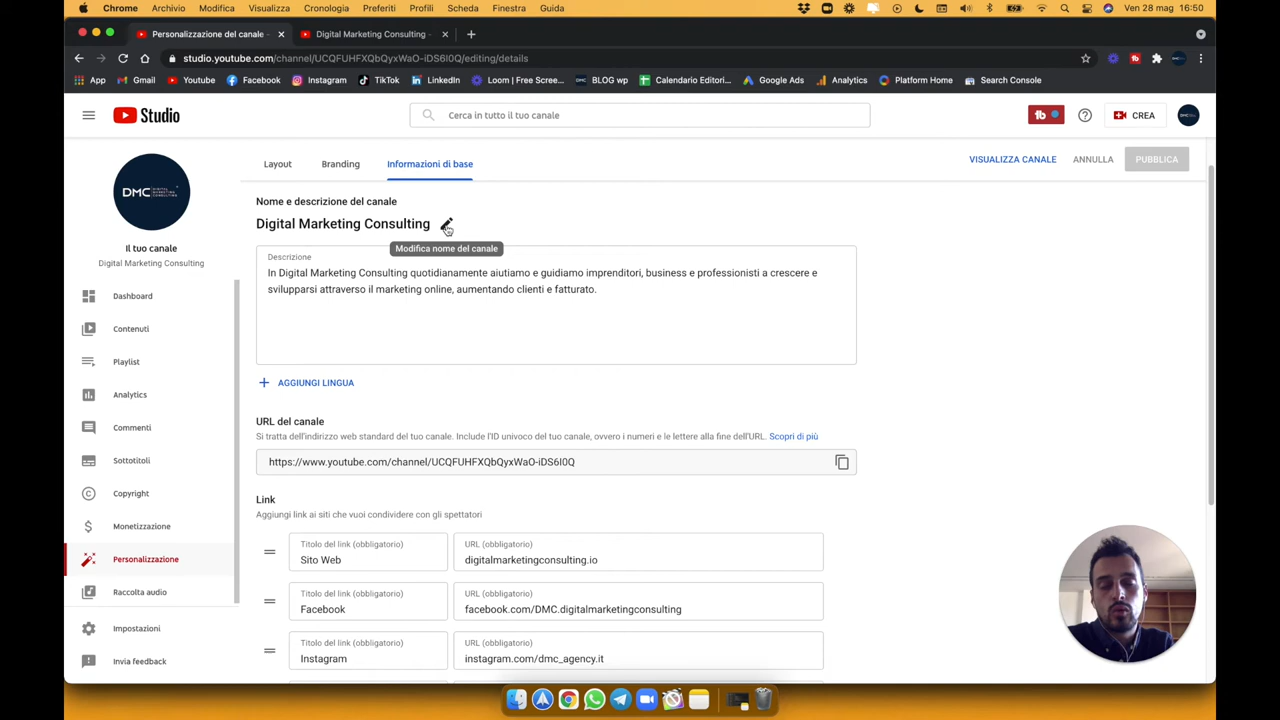 Chrome Archivio Modifica Visualizza Cronologia Preferiti Profili Scheda Finestra Guida
Ven 28 mag 16:50
Personalizzazione del canale -
Digital Marketing Consulting -
studio.youtube.com/channel/UCQFUHFXQbQyxWaO-iDS6I0Q/editing/details
App Gmail Youtube Facebook Instagram TikTok LinkedIn Loom | Free Scree... BLOG wp Calendario Editori... Google Ads Analytics Platform Home Search Console
Studio
Cerca in tutto il tuo canale
tb
CREA
Layout
Branding
Informazioni di base
VISUALIZZA CANALE
ANNULLA
PUBBLICA
DMC DIGITAL MARKETING CONSULTING
Il tuo canale
Digital Marketing Consulting
Dashboard
Contenuti
Playlist
Analytics
Commenti
Sottotitoli
Copyright
Monetizzazione
Personalizzazione
Raccolta audio
Impostazioni
Invia feedback
Nome e descrizione del canale
Digital Marketing Consulting
Modifica nome del canale
Descrizione
In Digital Marketing Consulting quotidianamente aiutiamo e guidiamo imprenditori, business e professionisti a crescere e
svilupparsi attraverso il marketing online, aumentando clienti e fatturato.
AGGIUNGI LINGUA
URL del canale
Si tratta dell'indirizzo web standard del tuo canale. Include l'ID univoco del tuo canale, ovvero i numeri e le lettere alla fine dell'URL. Scopri di più
https://www.youtube.com/channel/UCQFUHFXQbQyxWaO-iDS6I0Q
Link
Aggiungi link ai siti che vuoi condividere con gli spettatori
Titolo del link (obbligatorio)
Sito Web
URL (obbligatorio)
digitalmarketingconsulting.io
Titolo del link (obbligatorio)
Facebook
URL (obbligatorio)
facebook.com/DMC.digitalmarketingconsulting
Titolo del link (obbligatorio)
Instagram
URL (obbligatorio)
instagram.com/dmc_agency.it